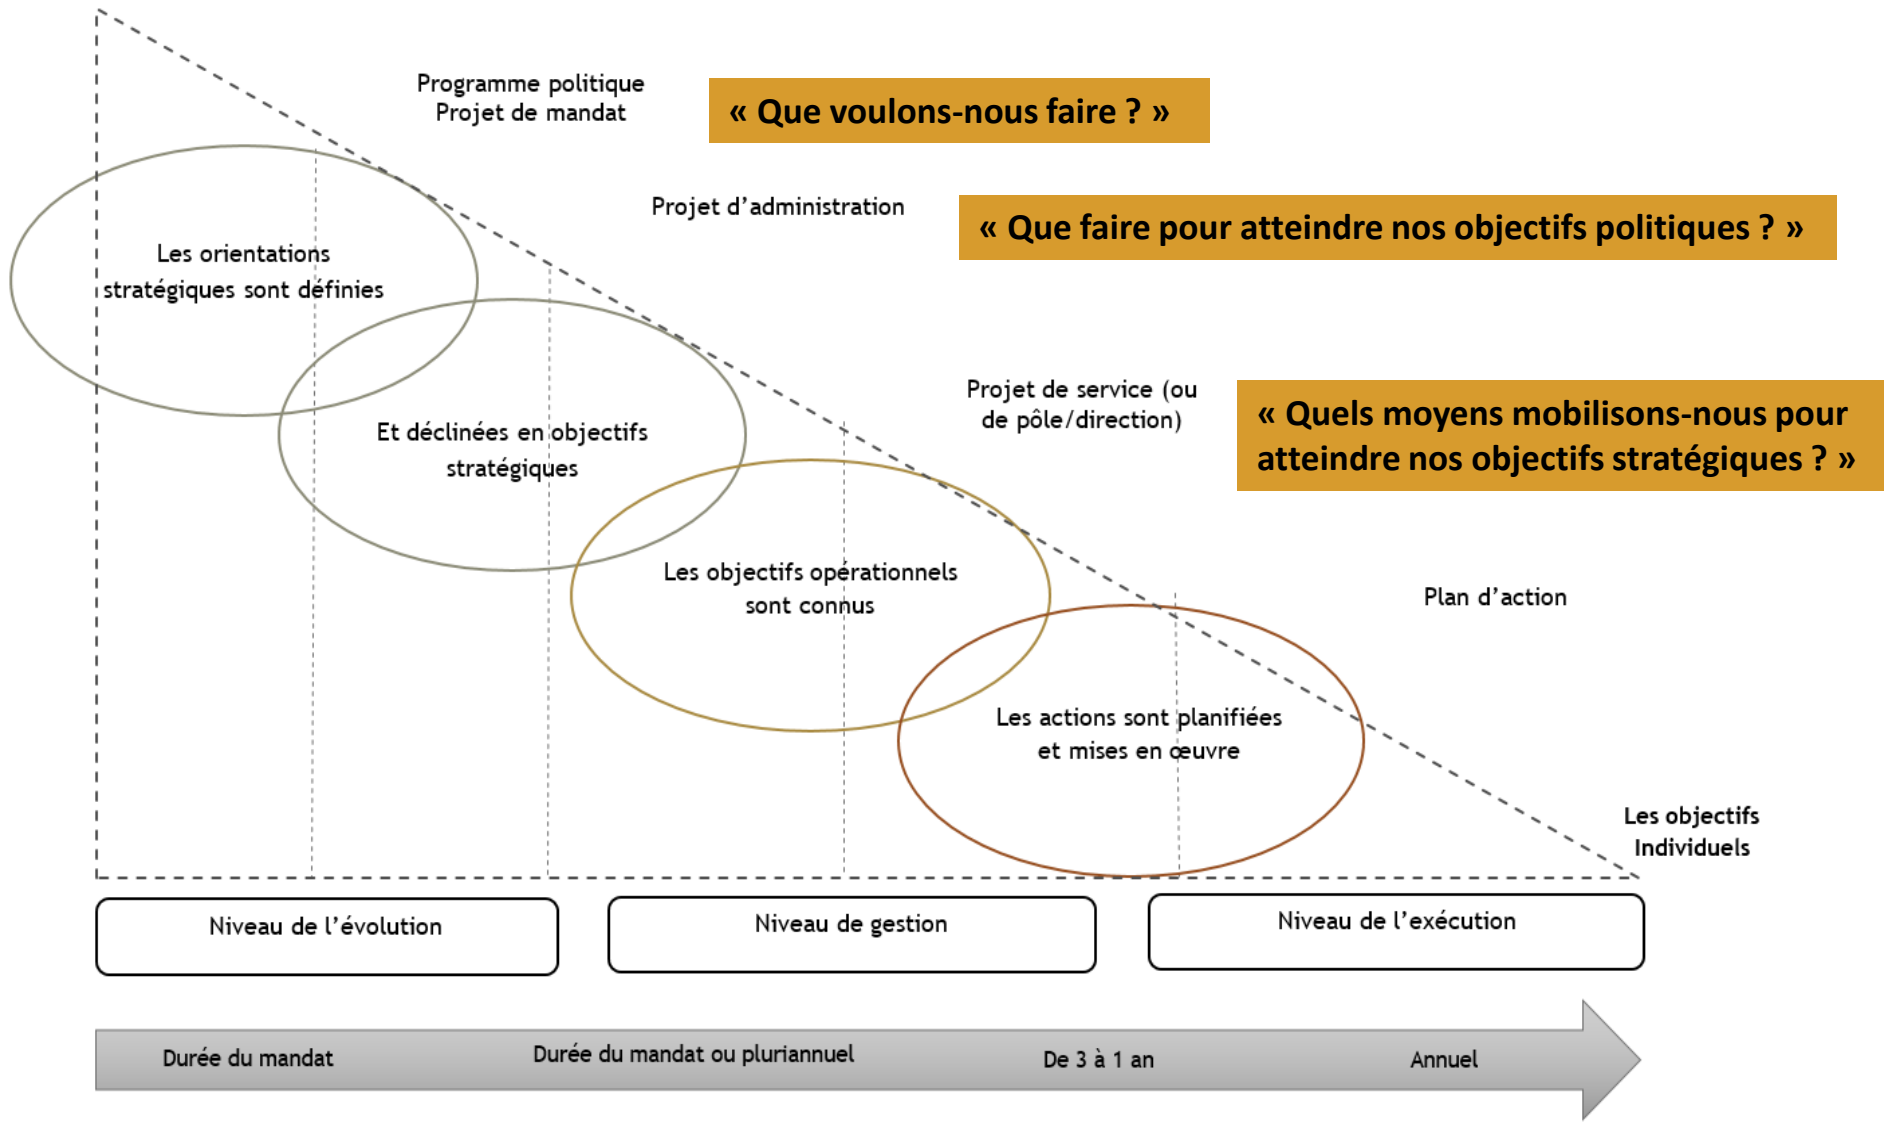 Programme politique
Projet de mandat
« Que voulons-nous faire ? »
Projet d’administration
« Que faire pour atteindre nos objectifs politiques ? »
Les orientations
stratégiques sont définies
Projet de service (ou
de pôle/direction)
« Quels moyens mobilisons-nous pour
atteindre nos objectifs stratégiques ? »
Et déclinées en objectifs
stratégiques
Les objectifs opérationnels
sont connus
Plan d’action
Les actions sont planifiées
et mises en œuvre
Les objectifs
Individuels
Niveau de l’évolution
Niveau de gestion
Niveau de l’exécution
Durée du mandat
Durée du mandat ou pluriannuel
De 3 à 1 an
Annuel